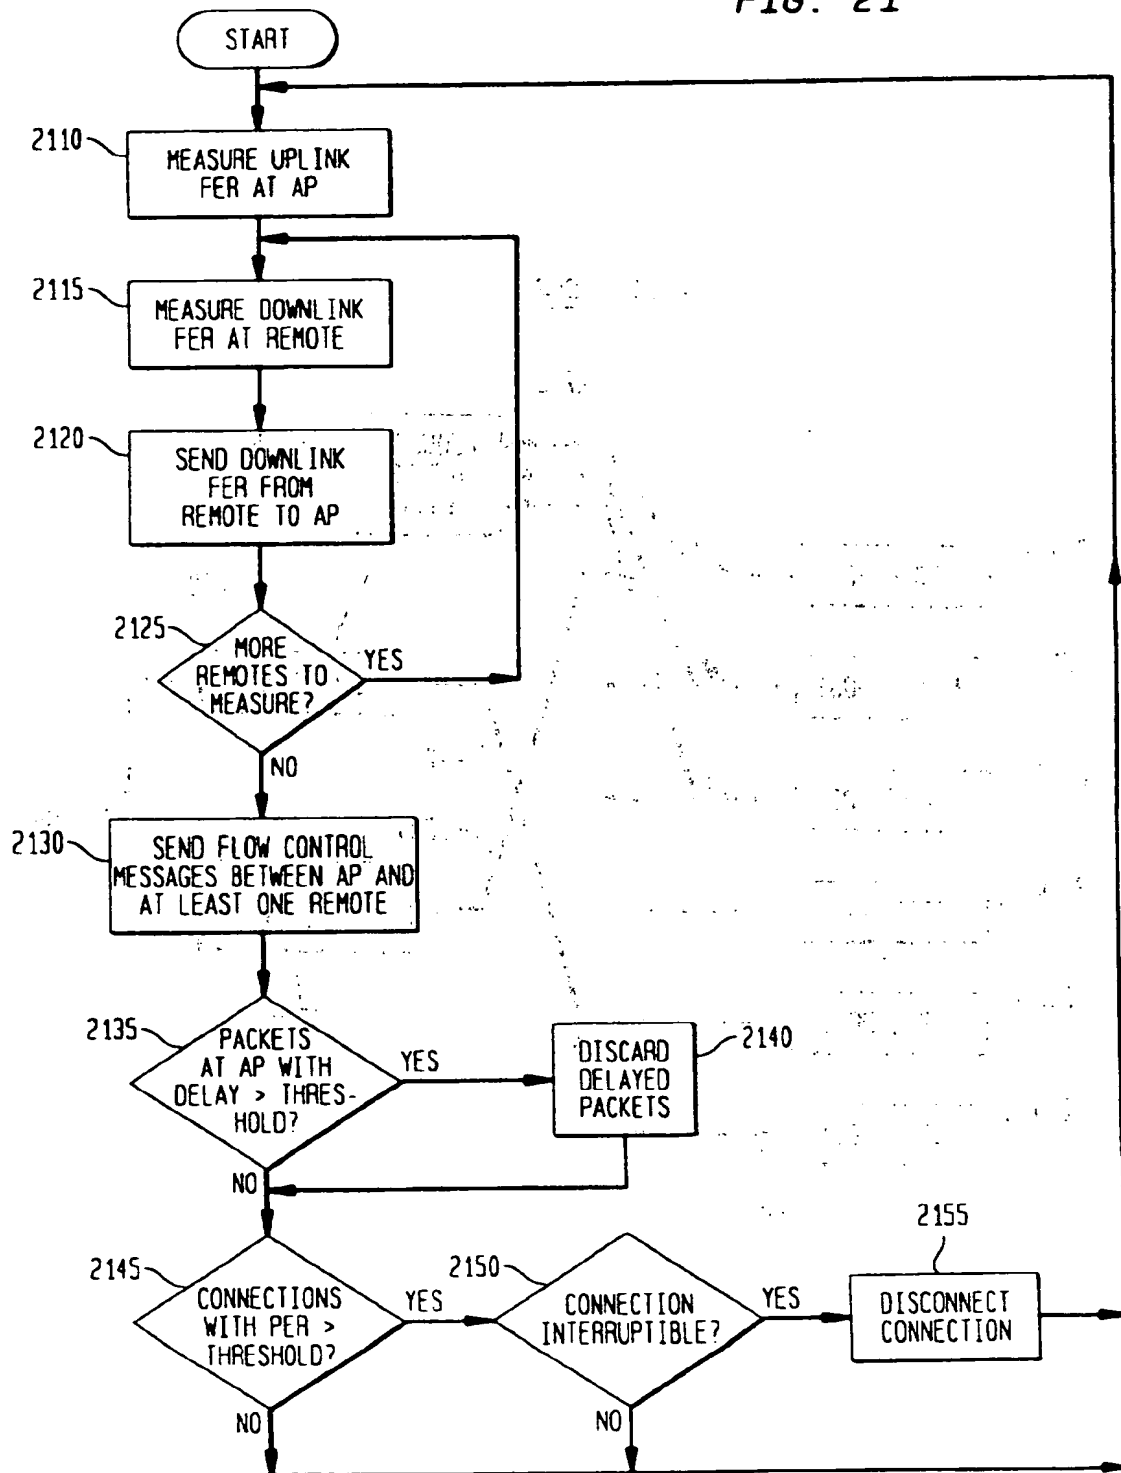 FIG. 21
START
2110
MEASURE UPLINK
FER AT AP
2115
MEASURE DOWNLINK
FER AT REMOTE
2120
SEND DOWNLINK
FER FROM
REMOTE TO AP
2125
MORE
REMOTES TO
MEASURE?
YES
NO
2130
SEND FLOW CONTROL
MESSAGES BETWEEN AP AND
AT LEAST ONE REMOTE
2135
PACKETS
AT AP WITH
DELAY > THRES-
HOLD?
YES
2140
DISCARD
DELAYED
PACKETS
NO
2145
CONNECTIONS
WITH PER >
THRESHOLD?
YES
2150
CONNECTION
INTERRUPTIBLE?
YES
2155
DISCONNECT
CONNECTION
NO
NO